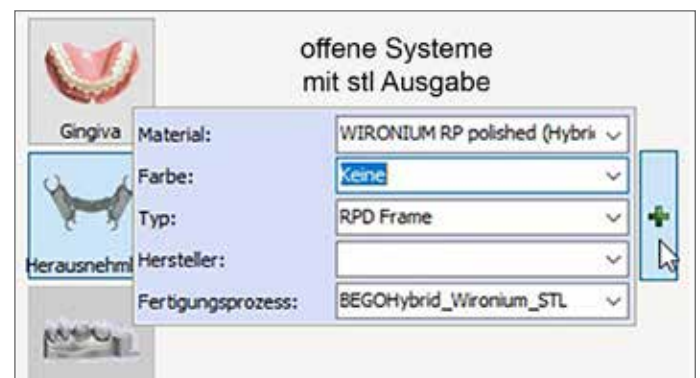 offene Systeme
mit stl Ausgabe
Gingiva
Material: WIRONIUM RP polished (Hybri
Farbe: Keine
Typ: RPD Frame
Herausnehm
Hersteller:
Fertigungsprozess: BEGOHybrid_Wironium_STL